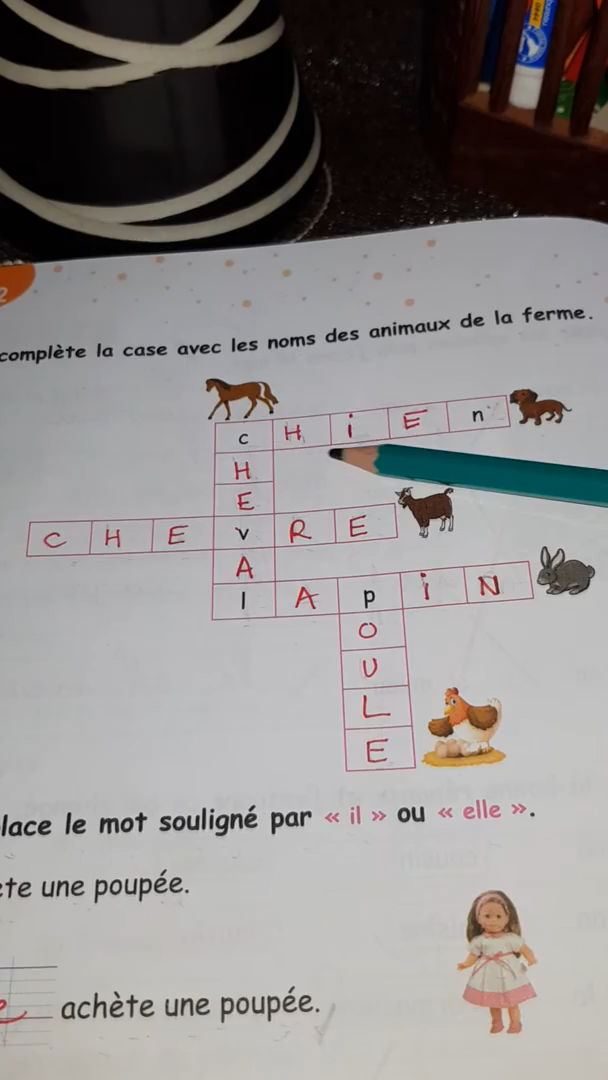 2
complète la case avec les noms des animaux de la ferme.
c H i E n
H
E
C H E v R E
A
l A p i N
O
U
L
E
lace le mot souligné par « il » ou « elle ».
te une poupée.
achète une poupée.